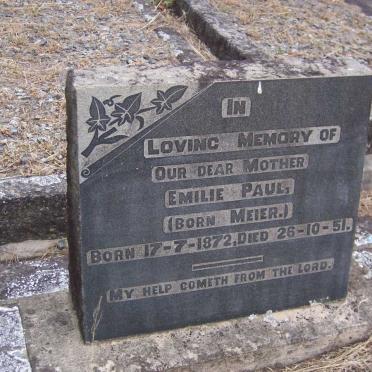 IN
LOVING MEMORY OF
OUR DEAR MOTHER
EMILIE PAUL,
(BORN MEIER.)
BORN 17-7-1872, DIED 26-10-51.
MY HELP COMETH FROM THE LORD.